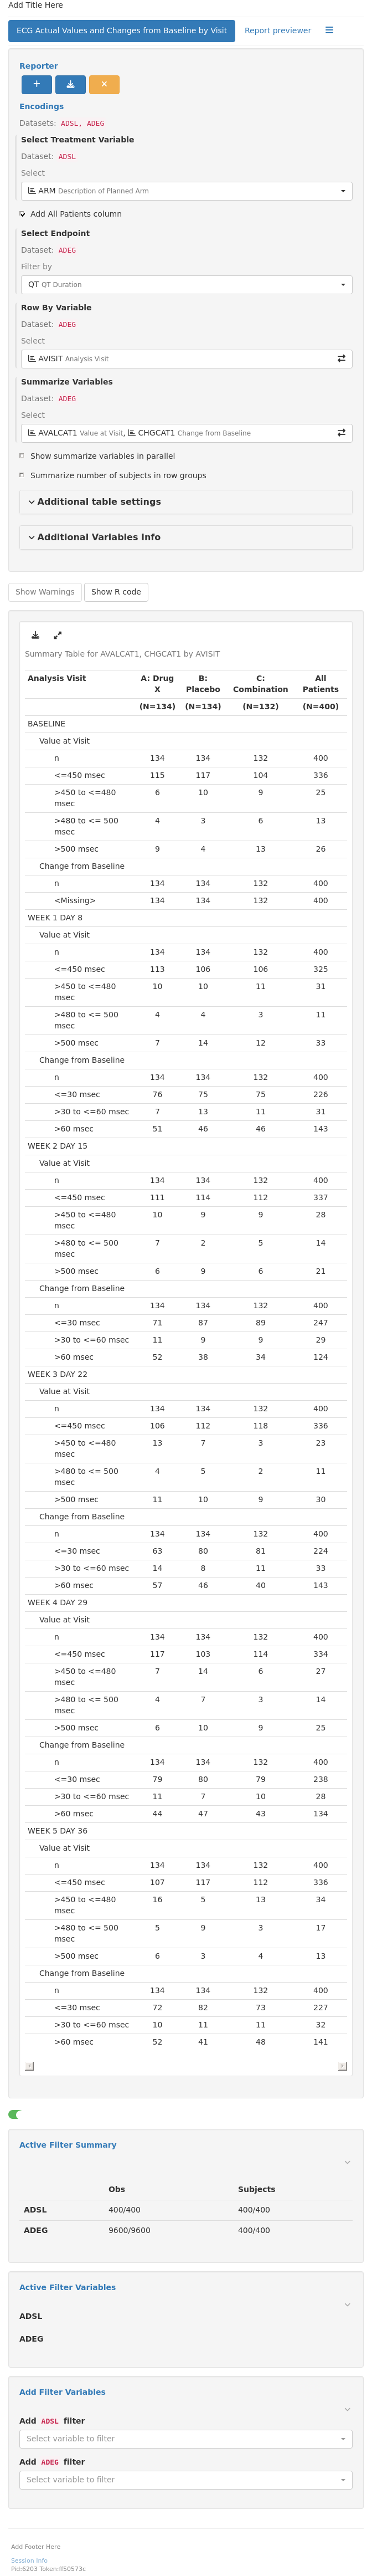 Add Title Here
ECG Actual Values and Changes from Baseline by Visit
Report previewer
Reporter
Encodings
Datasets: ADSL, ADEG
Select Treatment Variable
Dataset: ADSL
Select
ARM Description of Planned Arm
Add All Patients column
Select Endpoint
Dataset: ADEG
Filter by
QT QT Duration
Row By Variable
Dataset: ADEG
Select
AVISIT Analysis Visit
Summarize Variables
Dataset: ADEG
Select
AVALCAT1 Value at Visit, CHGCAT1 Change from Baseline
Show summarize variables in parallel
Summarize number of subjects in row groups
Additional table settings
Additional Variables Info
Show Warnings Show R code
Summary Table for AVALCAT1, CHGCAT1 by AVISIT
Analysis Visit A: Drug X B: Placebo C: Combination All Patients
(N=134) (N=134) (N=132) (N=400)
BASELINE
Value at Visit
n 134 134 132 400
<=450 msec 115 117 104 336
>450 to <=480 msec 6 10 9 25
>480 to <= 500 msec 4 3 6 13
>500 msec 9 4 13 26
Change from Baseline
n 134 134 132 400
<Missing> 134 134 132 400
WEEK 1 DAY 8
Value at Visit
n 134 134 132 400
<=450 msec 113 106 106 325
>450 to <=480 msec 10 10 11 31
>480 to <= 500 msec 4 4 3 11
>500 msec 7 14 12 33
Change from Baseline
n 134 134 132 400
<=30 msec 76 75 75 226
>30 to <=60 msec 7 13 11 31
>60 msec 51 46 46 143
WEEK 2 DAY 15
Value at Visit
n 134 134 132 400
<=450 msec 111 114 112 337
>450 to <=480 msec 10 9 9 28
>480 to <= 500 msec 7 2 5 14
>500 msec 6 9 6 21
Change from Baseline
n 134 134 132 400
<=30 msec 71 87 89 247
>30 to <=60 msec 11 9 9 29
>60 msec 52 38 34 124
WEEK 3 DAY 22
Value at Visit
n 134 134 132 400
<=450 msec 106 112 118 336
>450 to <=480 msec 13 7 3 23
>480 to <= 500 msec 4 5 2 11
>500 msec 11 10 9 30
Change from Baseline
n 134 134 132 400
<=30 msec 63 80 81 224
>30 to <=60 msec 14 8 11 33
>60 msec 57 46 40 143
WEEK 4 DAY 29
Value at Visit
n 134 134 132 400
<=450 msec 117 103 114 334
>450 to <=480 msec 7 14 6 27
>480 to <= 500 msec 4 7 3 14
>500 msec 6 10 9 25
Change from Baseline
n 134 134 132 400
<=30 msec 79 80 79 238
>30 to <=60 msec 11 7 10 28
>60 msec 44 47 43 134
WEEK 5 DAY 36
Value at Visit
n 134 134 132 400
<=450 msec 107 117 112 336
>450 to <=480 msec 16 5 13 34
>480 to <= 500 msec 5 9 3 17
>500 msec 6 3 4 13
Change from Baseline
n 134 134 132 400
<=30 msec 72 82 73 227
>30 to <=60 msec 10 11 11 32
>60 msec 52 41 48 141
Active Filter Summary
Obs Subjects
ADSL 400/400 400/400
ADEG 9600/9600 400/400
Active Filter Variables
ADSL
ADEG
Add Filter Variables
Add ADSL filter
Select variable to filter
Add ADEG filter
Select variable to filter
Add Footer Here
Session Info
Pid:6203 Token:ff50573c